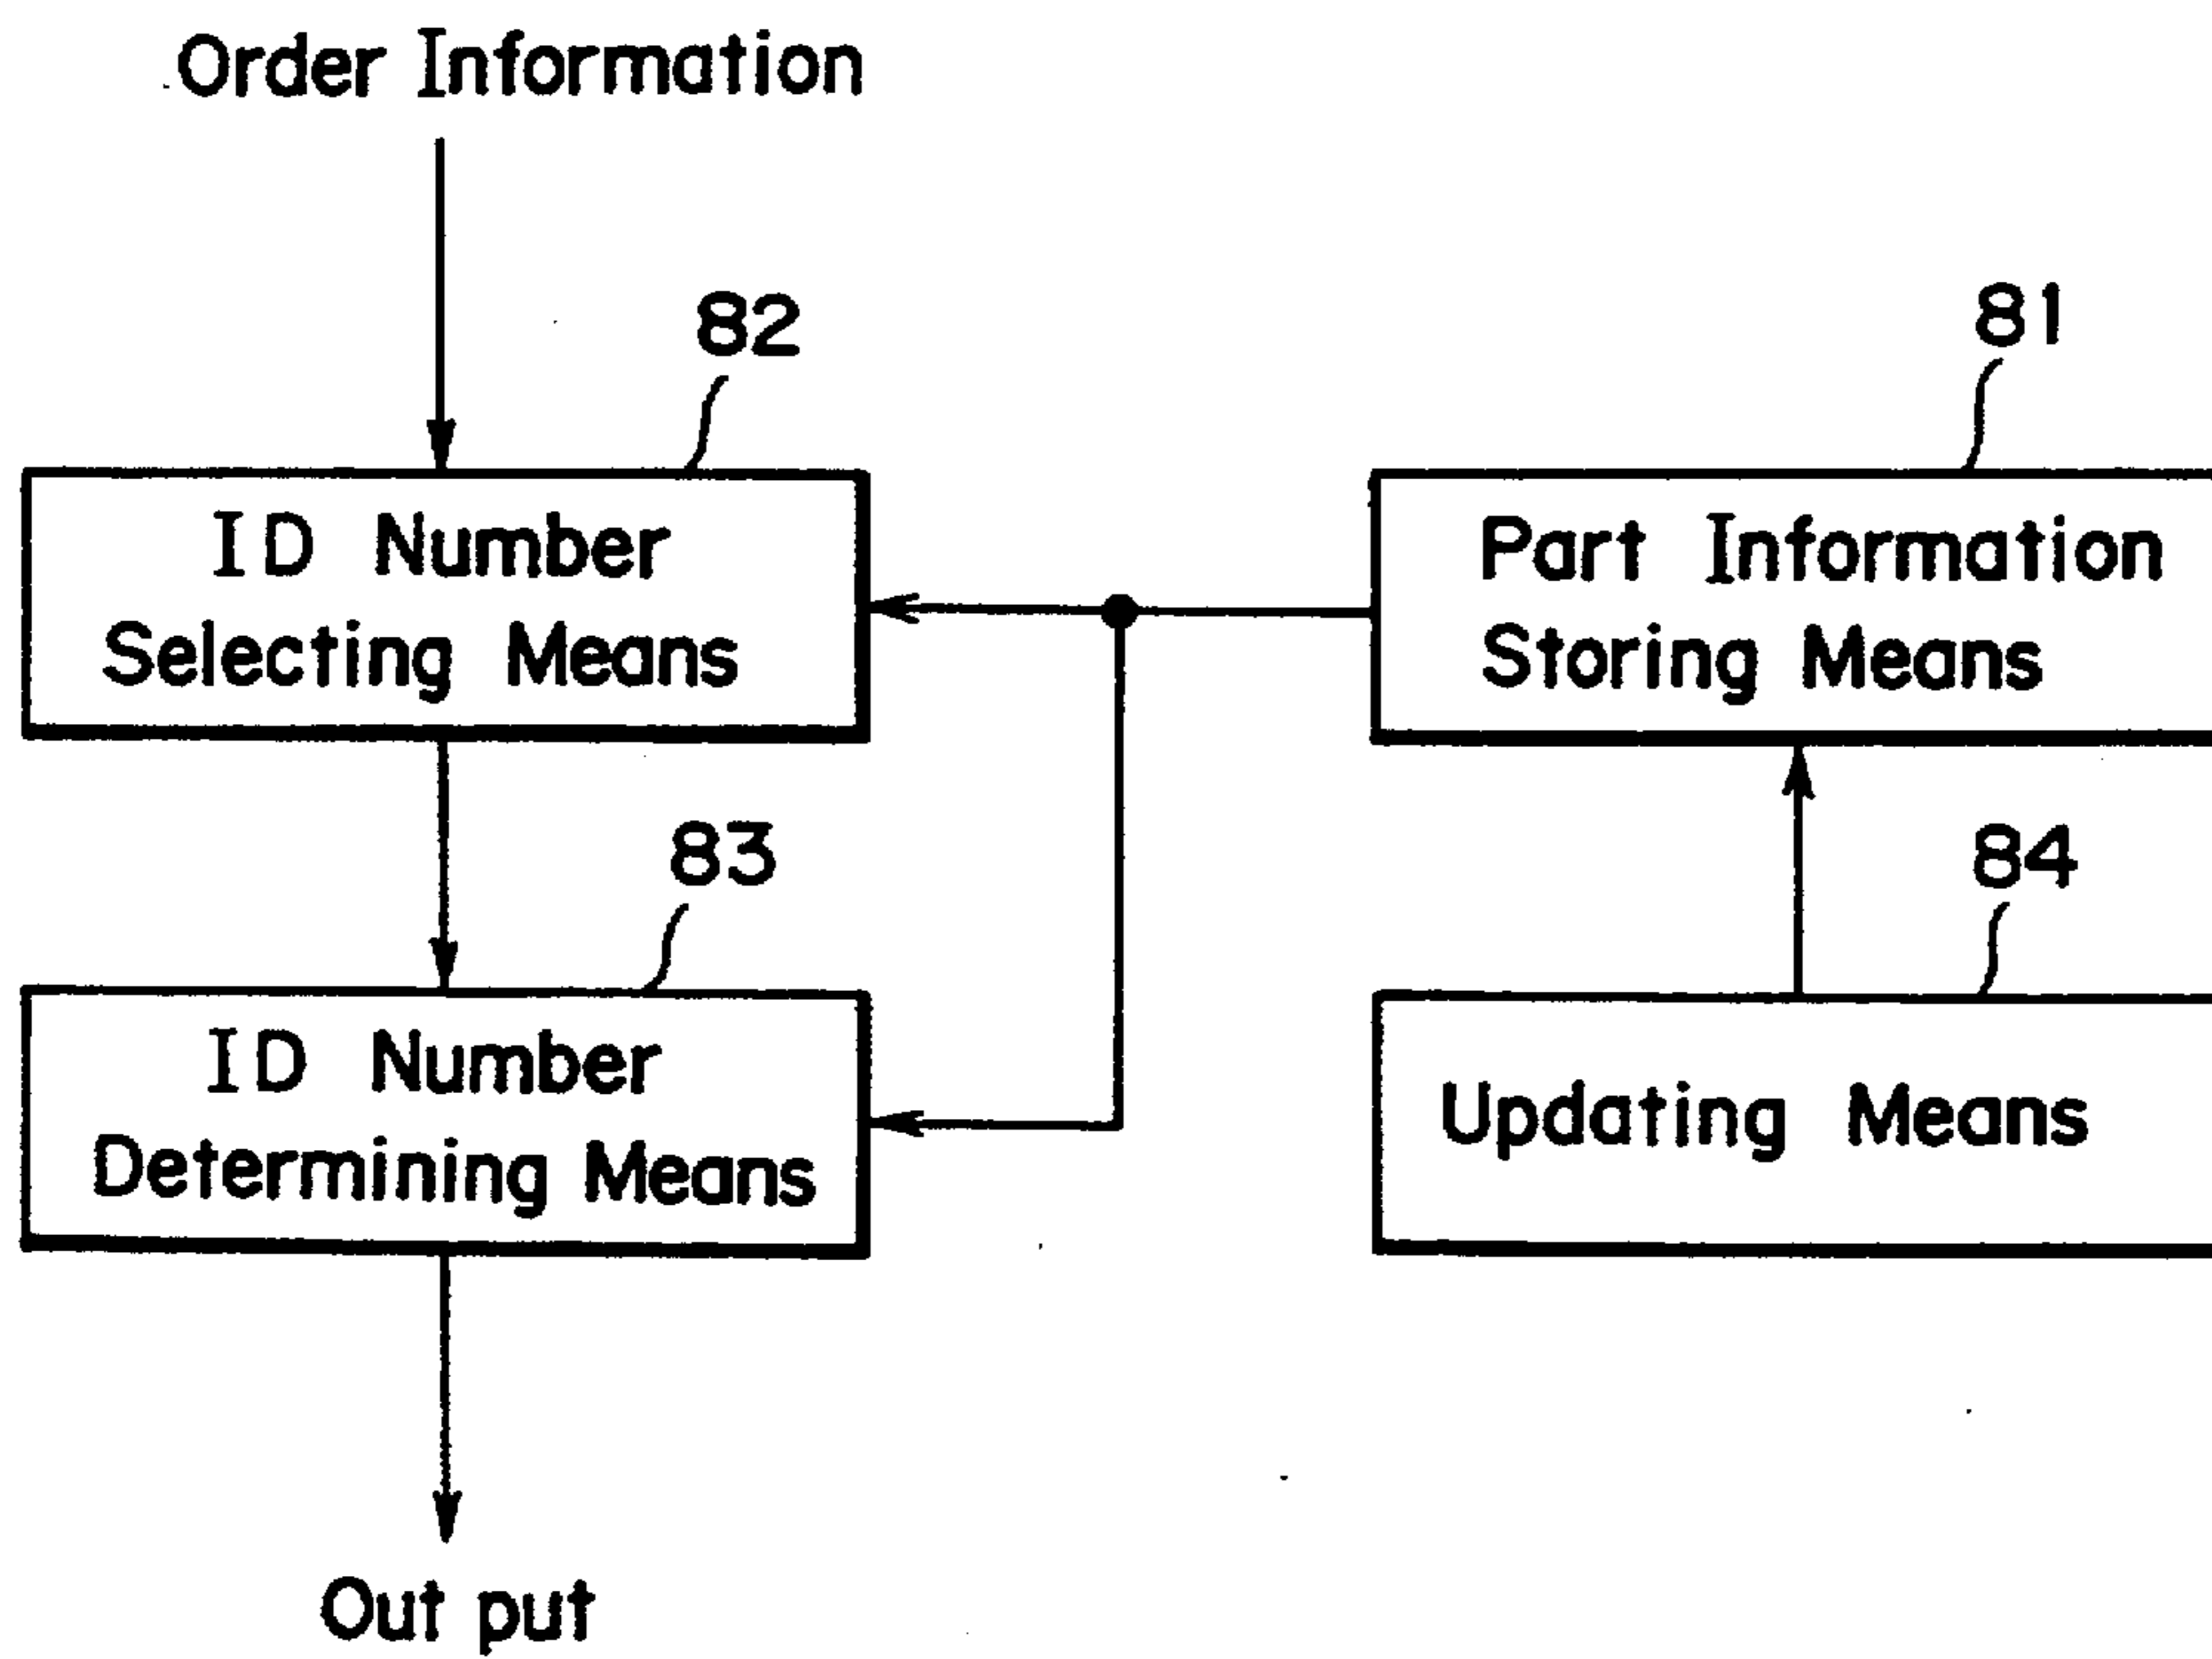 Order Information
82
81
ID Number
Selecting Means
Part Information
Storing Means
83
84
ID Number
Determining Means
Updating Means
Out put